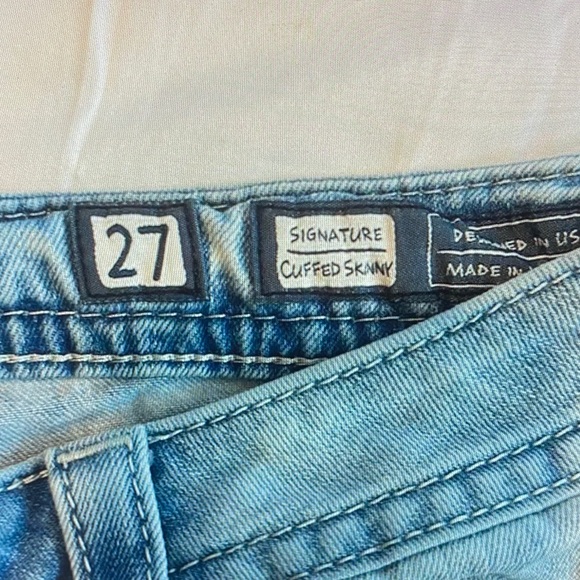 27
SIGNATURE
CUFFED SKINNY
IN US
MADE IN